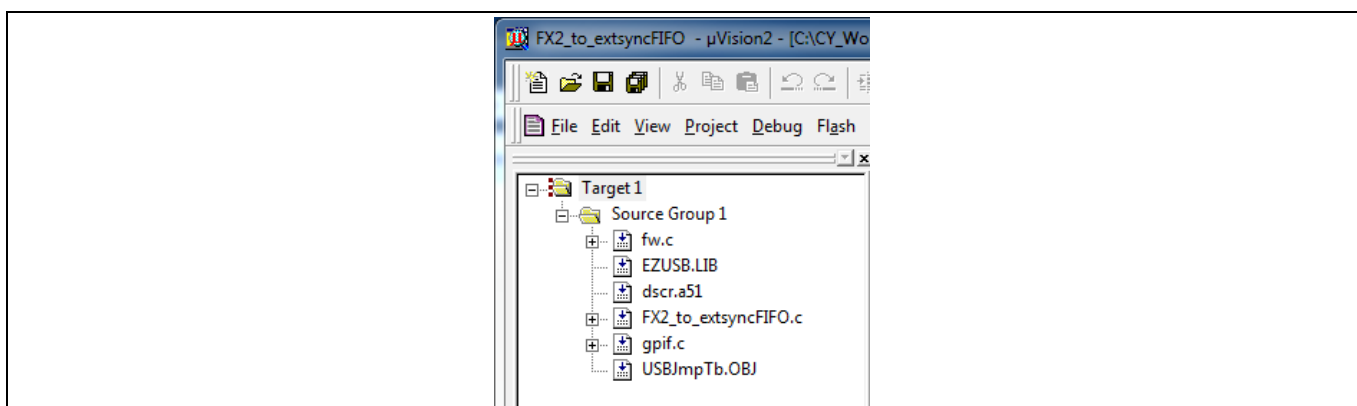 FX2_to_extsyncFIFO - µVision2 - [C:\CY_Wo
File Edit View Project Debug Flash
Target 1
Source Group 1
fw.c
EZUSB.LIB
dscr.a51
FX2_to_extsyncFIFO.c
gpif.c
USBJmpTb.OBJ